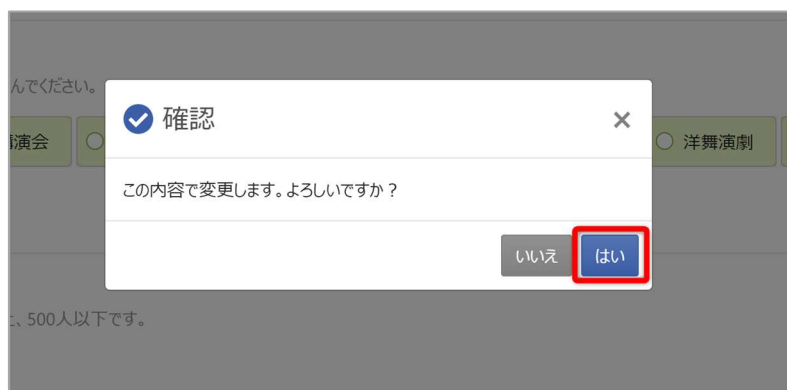 んでください。
確認
×
演会
洋舞演劇
この内容で変更します。よろしいですか？
いいえ
はい
、500人以下です。